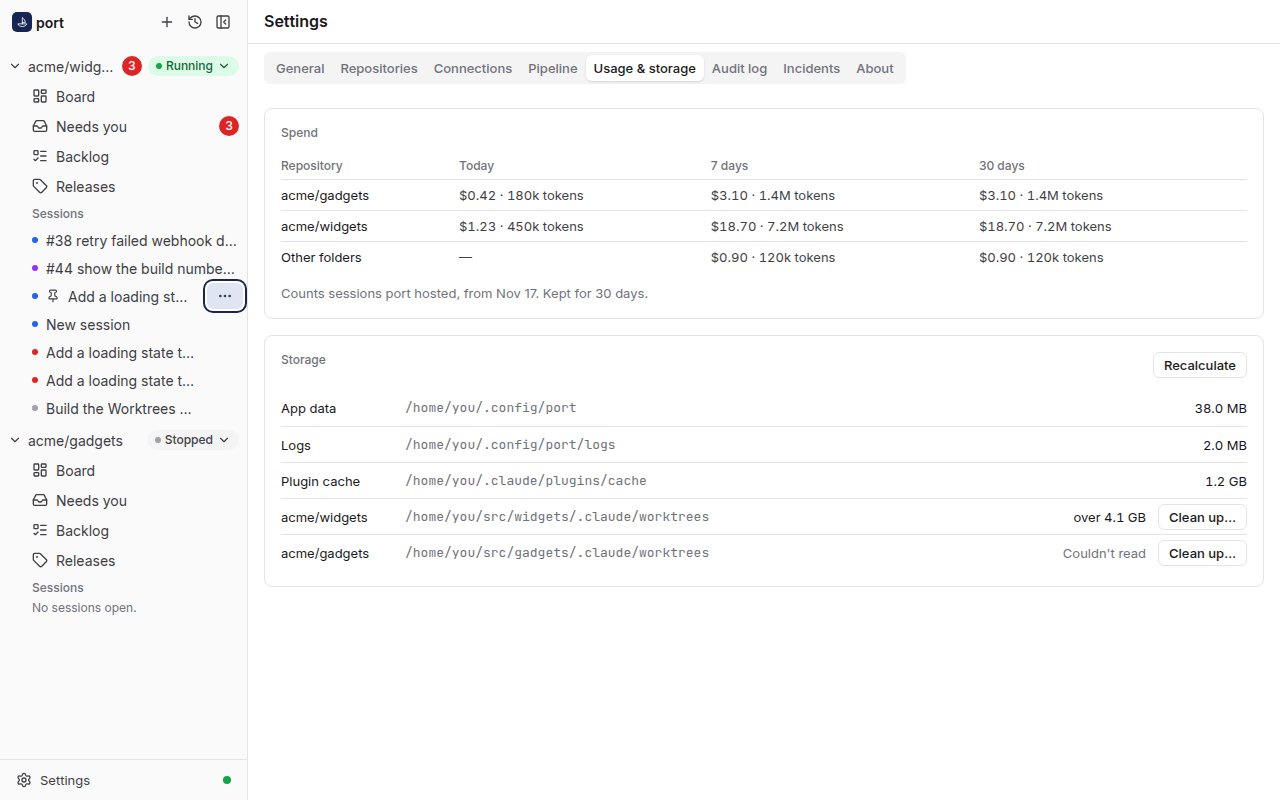 port
acme/widg... 3 Running
Board
Needs you 3
Backlog
Releases
Sessions
#38 retry failed webhook d...
#44 show the build numbe...
Add a loading st...
New session
Add a loading state t...
Add a loading state t...
Build the Worktrees ...
acme/gadgets Stopped
Board
Needs you
Backlog
Releases
Sessions
No sessions open.
Settings
Settings
General Repositories Connections Pipeline Usage & storage Audit log Incidents About
Spend
Repository Today 7 days 30 days
acme/gadgets $0.42 · 180k tokens $3.10 · 1.4M tokens $3.10 · 1.4M tokens
acme/widgets $1.23 · 450k tokens $18.70 · 7.2M tokens $18.70 · 7.2M tokens
Other folders — $0.90 · 120k tokens $0.90 · 120k tokens
Counts sessions port hosted, from Nov 17. Kept for 30 days.
Storage Recalculate
App data /home/you/.config/port 38.0 MB
Logs /home/you/.config/port/logs 2.0 MB
Plugin cache /home/you/.claude/plugins/cache 1.2 GB
acme/widgets /home/you/src/widgets/.claude/worktrees over 4.1 GB Clean up...
acme/gadgets /home/you/src/gadgets/.claude/worktrees Couldn't read Clean up...